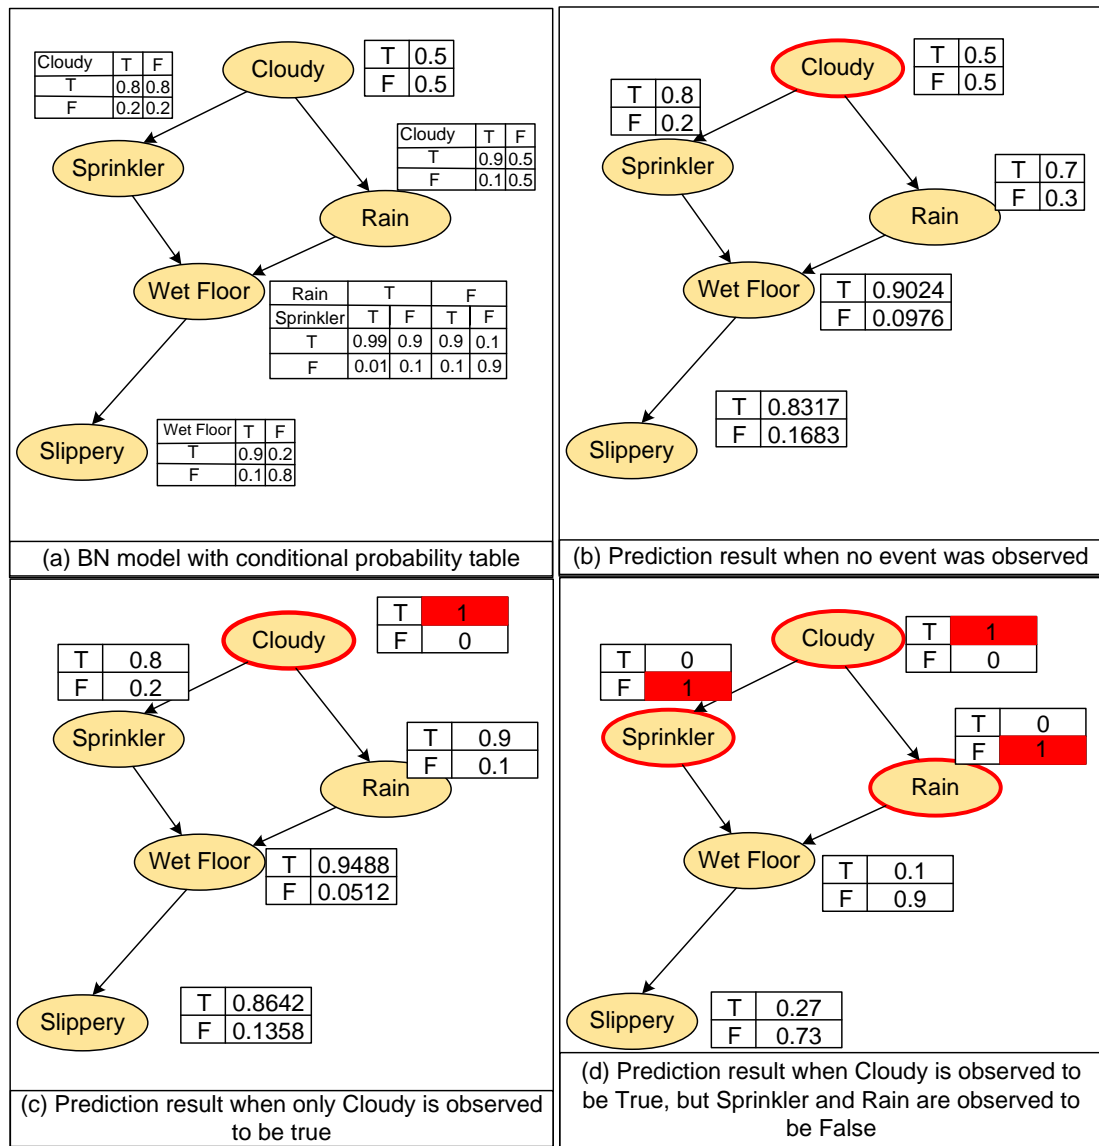 Cloudy
T 0.5
F 0.5
Cloudy T F
T 0.8 0.8
F 0.2 0.2
Sprinkler
Cloudy T F
T 0.9 0.5
F 0.1 0.5
Rain
Wet Floor
Rain T F
Sprinkler T F T F
T 0.99 0.9 0.9 0.1
F 0.01 0.1 0.1 0.9
Slippery
Wet Floor T F
T 0.9 0.2
F 0.1 0.8
(a) BN model with conditional probability table
Cloudy
T 0.5
F 0.5
T 0.8
F 0.2
Sprinkler
T 0.7
F 0.3
Rain
Wet Floor
T 0.9024
F 0.0976
T 0.8317
F 0.1683
Slippery
(b) Prediction result when no event was observed
Cloudy
T 1
F 0
T 0.8
F 0.2
Sprinkler
T 0.9
F 0.1
Rain
Wet Floor
T 0.9488
F 0.0512
Slippery
T 0.8642
F 0.1358
(c) Prediction result when only Cloudy is observed
to be true
Cloudy
T 1
F 0
T 0
F 1
Sprinkler
T 0
F 1
Rain
Wet Floor
T 0.1
F 0.9
Slippery
T 0.27
F 0.73
(d) Prediction result when Cloudy is observed to
be True, but Sprinkler and Rain are observed to
be False